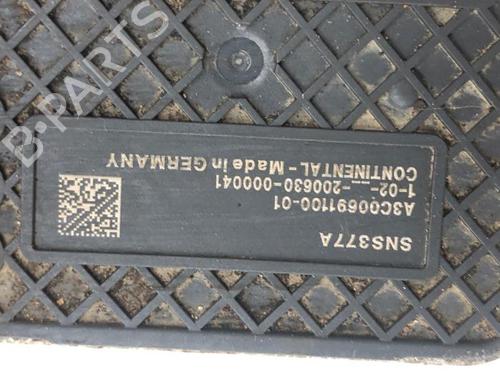 SNS377A
A3C00691100-01
1-02-__-200630-000041
CONTINENTAL - Made in GERMANY
B-PARTS